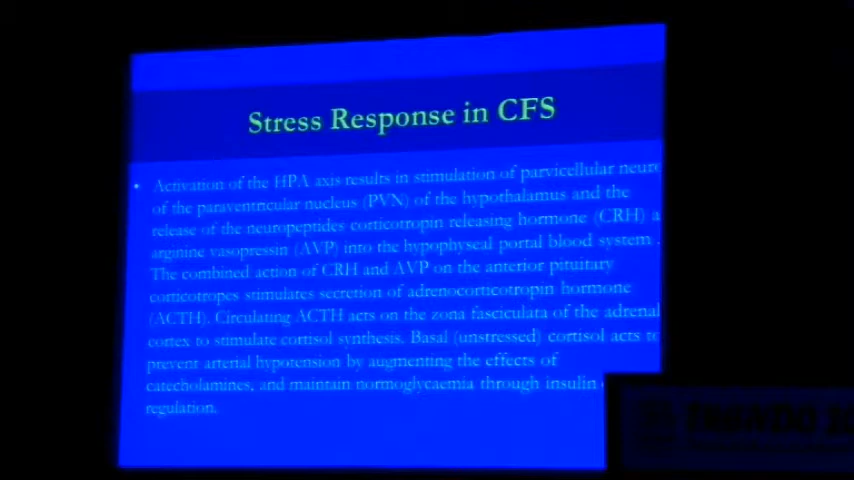 Stress Response in CFS
• Activation of the HPA axis results in stimulation of parvicellular neuro
of the paraventricular nucleus (PVN) of the hypothalamus and the
release of the neuropeptides corticotropin releasing hormone (CRH) a
arginine vasopressin (AVP) into the hypophyseal portal blood system .
The combined action of CRH and AVP on the anterior pituitary
corticotropes stimulates secretion of adrenocorticotropin hormone
(ACTH). Circulating ACTH acts on the zona fasciculata of the adrenal
cortex to stimulate cortisol synthesis. Basal (unstressed) cortisol acts to
prevent arterial hypotension by augmenting the effects of
catecholamines, and maintain normoglycaemia through insulin
regulation.